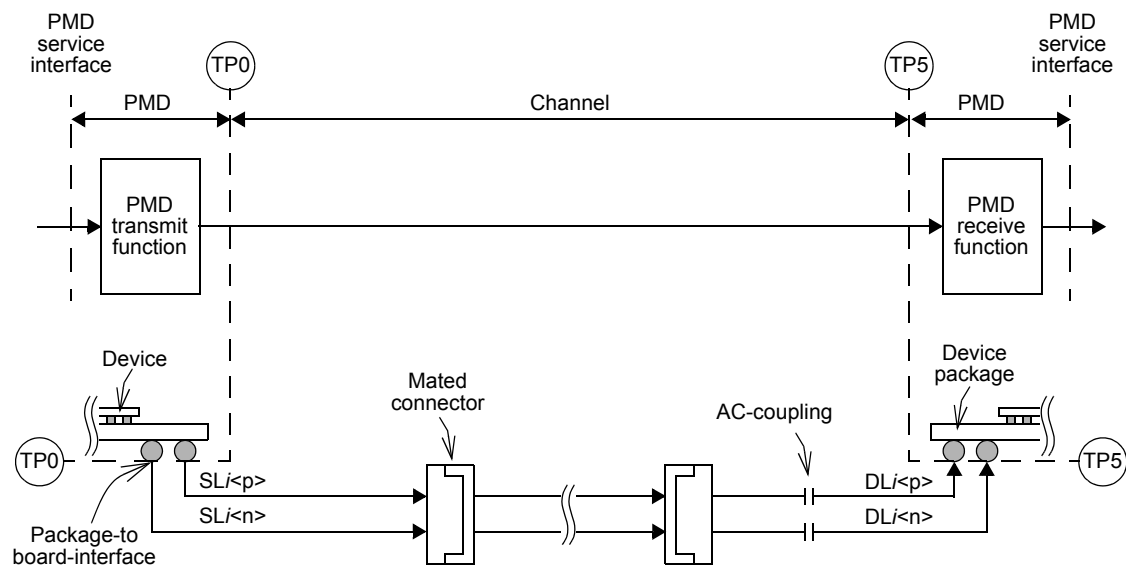 PMD
service
interface
TP0
TP5
PMD
service
interface
PMD
Channel
PMD
PMD
transmit
function
PMD
receive
function
Device
Mated
connector
AC-coupling
Device
package
TP0
TP5
SLi<p>
DLi<p>
SLi<n>
DLi<n>
Package-to
board-interface